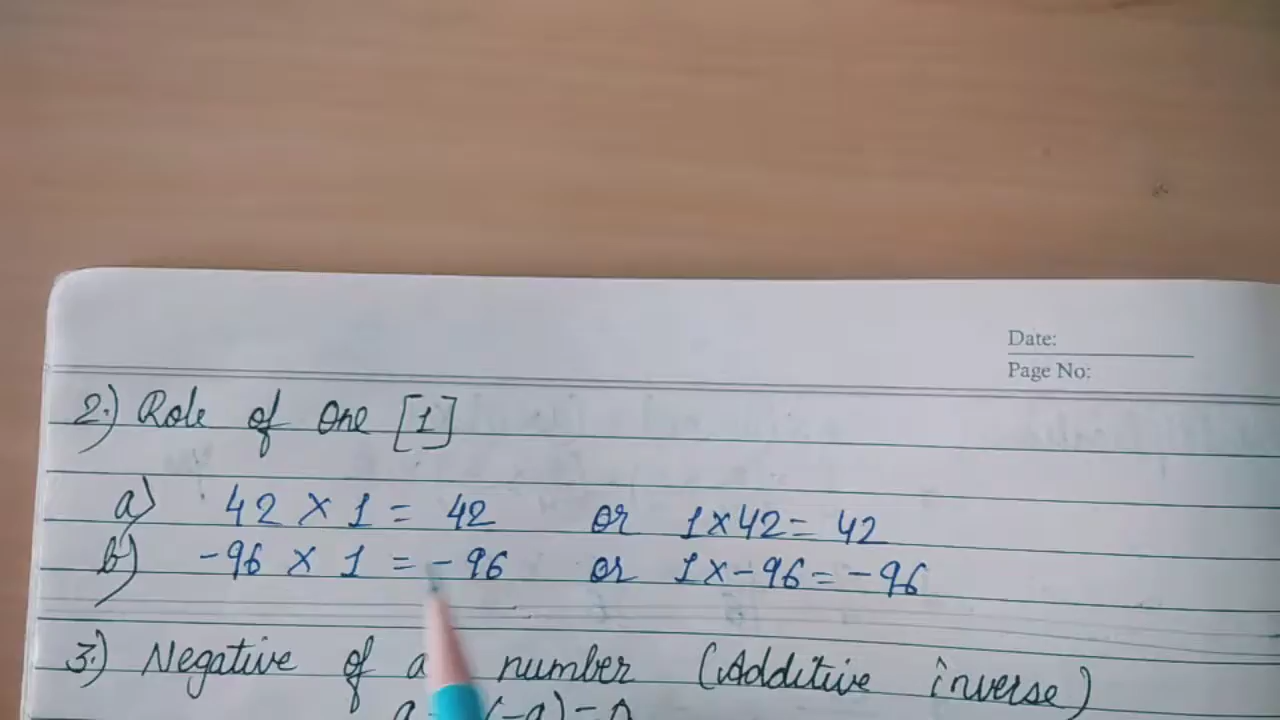 Date:
Page No:
2.) Role of One [1]
a) 42 × 1 = 42 or 1×42= 42
b) -96 × 1 = -96 or 1×-96= -96
3.) Negative of a number (Additive inverse)
(-a)=0